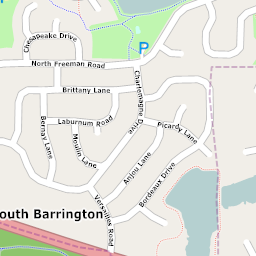 Chesapeake Drive
P
North Freeman Road
Charlemagne Drive
Brittany Lane
Laburnum Road
Picardy Lane
Bernay Lane
Moulin Lane
Anjou Lane
Bordeaux Drive
Versailles Road
outh Barrington